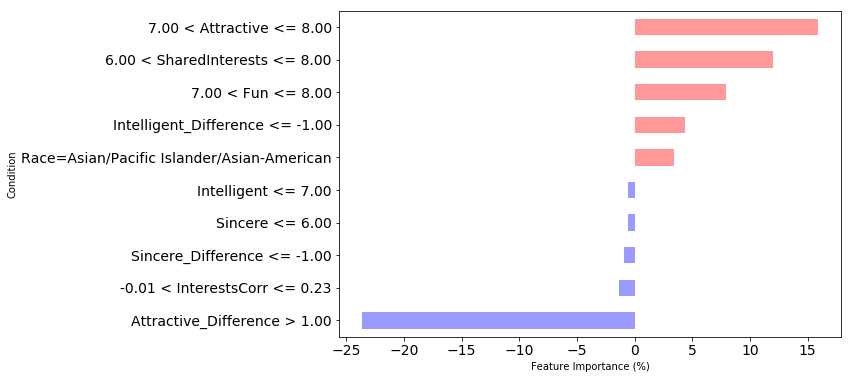 7.00 < Attractive <= 8.00
6.00 < SharedInterests <= 8.00
7.00 < Fun <= 8.00
Intelligent_Difference <= -1.00
Race=Asian/Pacific Islander/Asian-American
Intelligent <= 7.00
Sincere <= 6.00
Sincere_Difference <= -1.00
-0.01 < InterestsCorr <= 0.23
Attractive_Difference > 1.00
Condition
−25 −20 −15 −10 −5 0 5 10 15
Feature Importance (%)